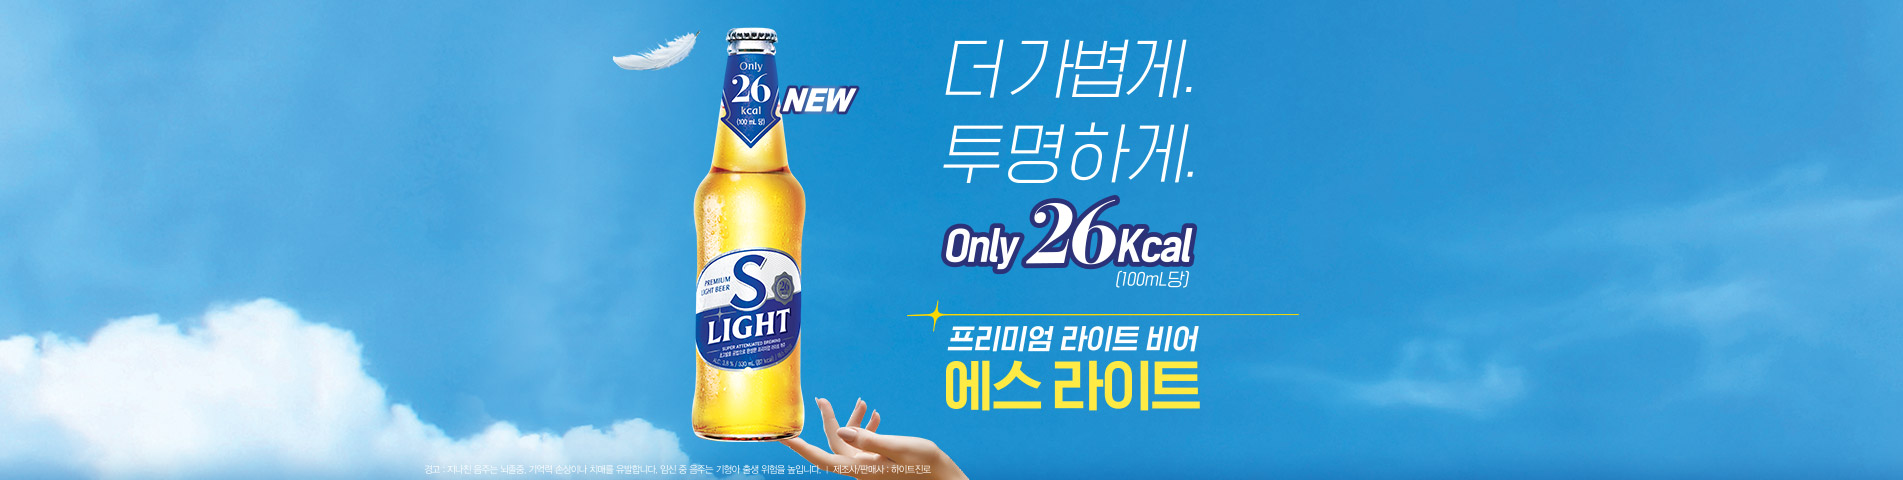 Only
26
kcal
(100 mL 당)
NEW
PREMIUM
LIGHT BEER
S
26
LIGHT
SUPER ATTENUATED BREWING
더 가볍게.
투명하게.
Only 26Kcal
(100mL당)
프리미엄 라이트 비어
에스 라이트
경고 : 지나친 음주는 뇌졸중, 기억력 손상이나 치매를 유발합니다. 임신 중 음주는 기형아 출생 위험을 높입니다. | 제조사/판매사 : 하이트진로